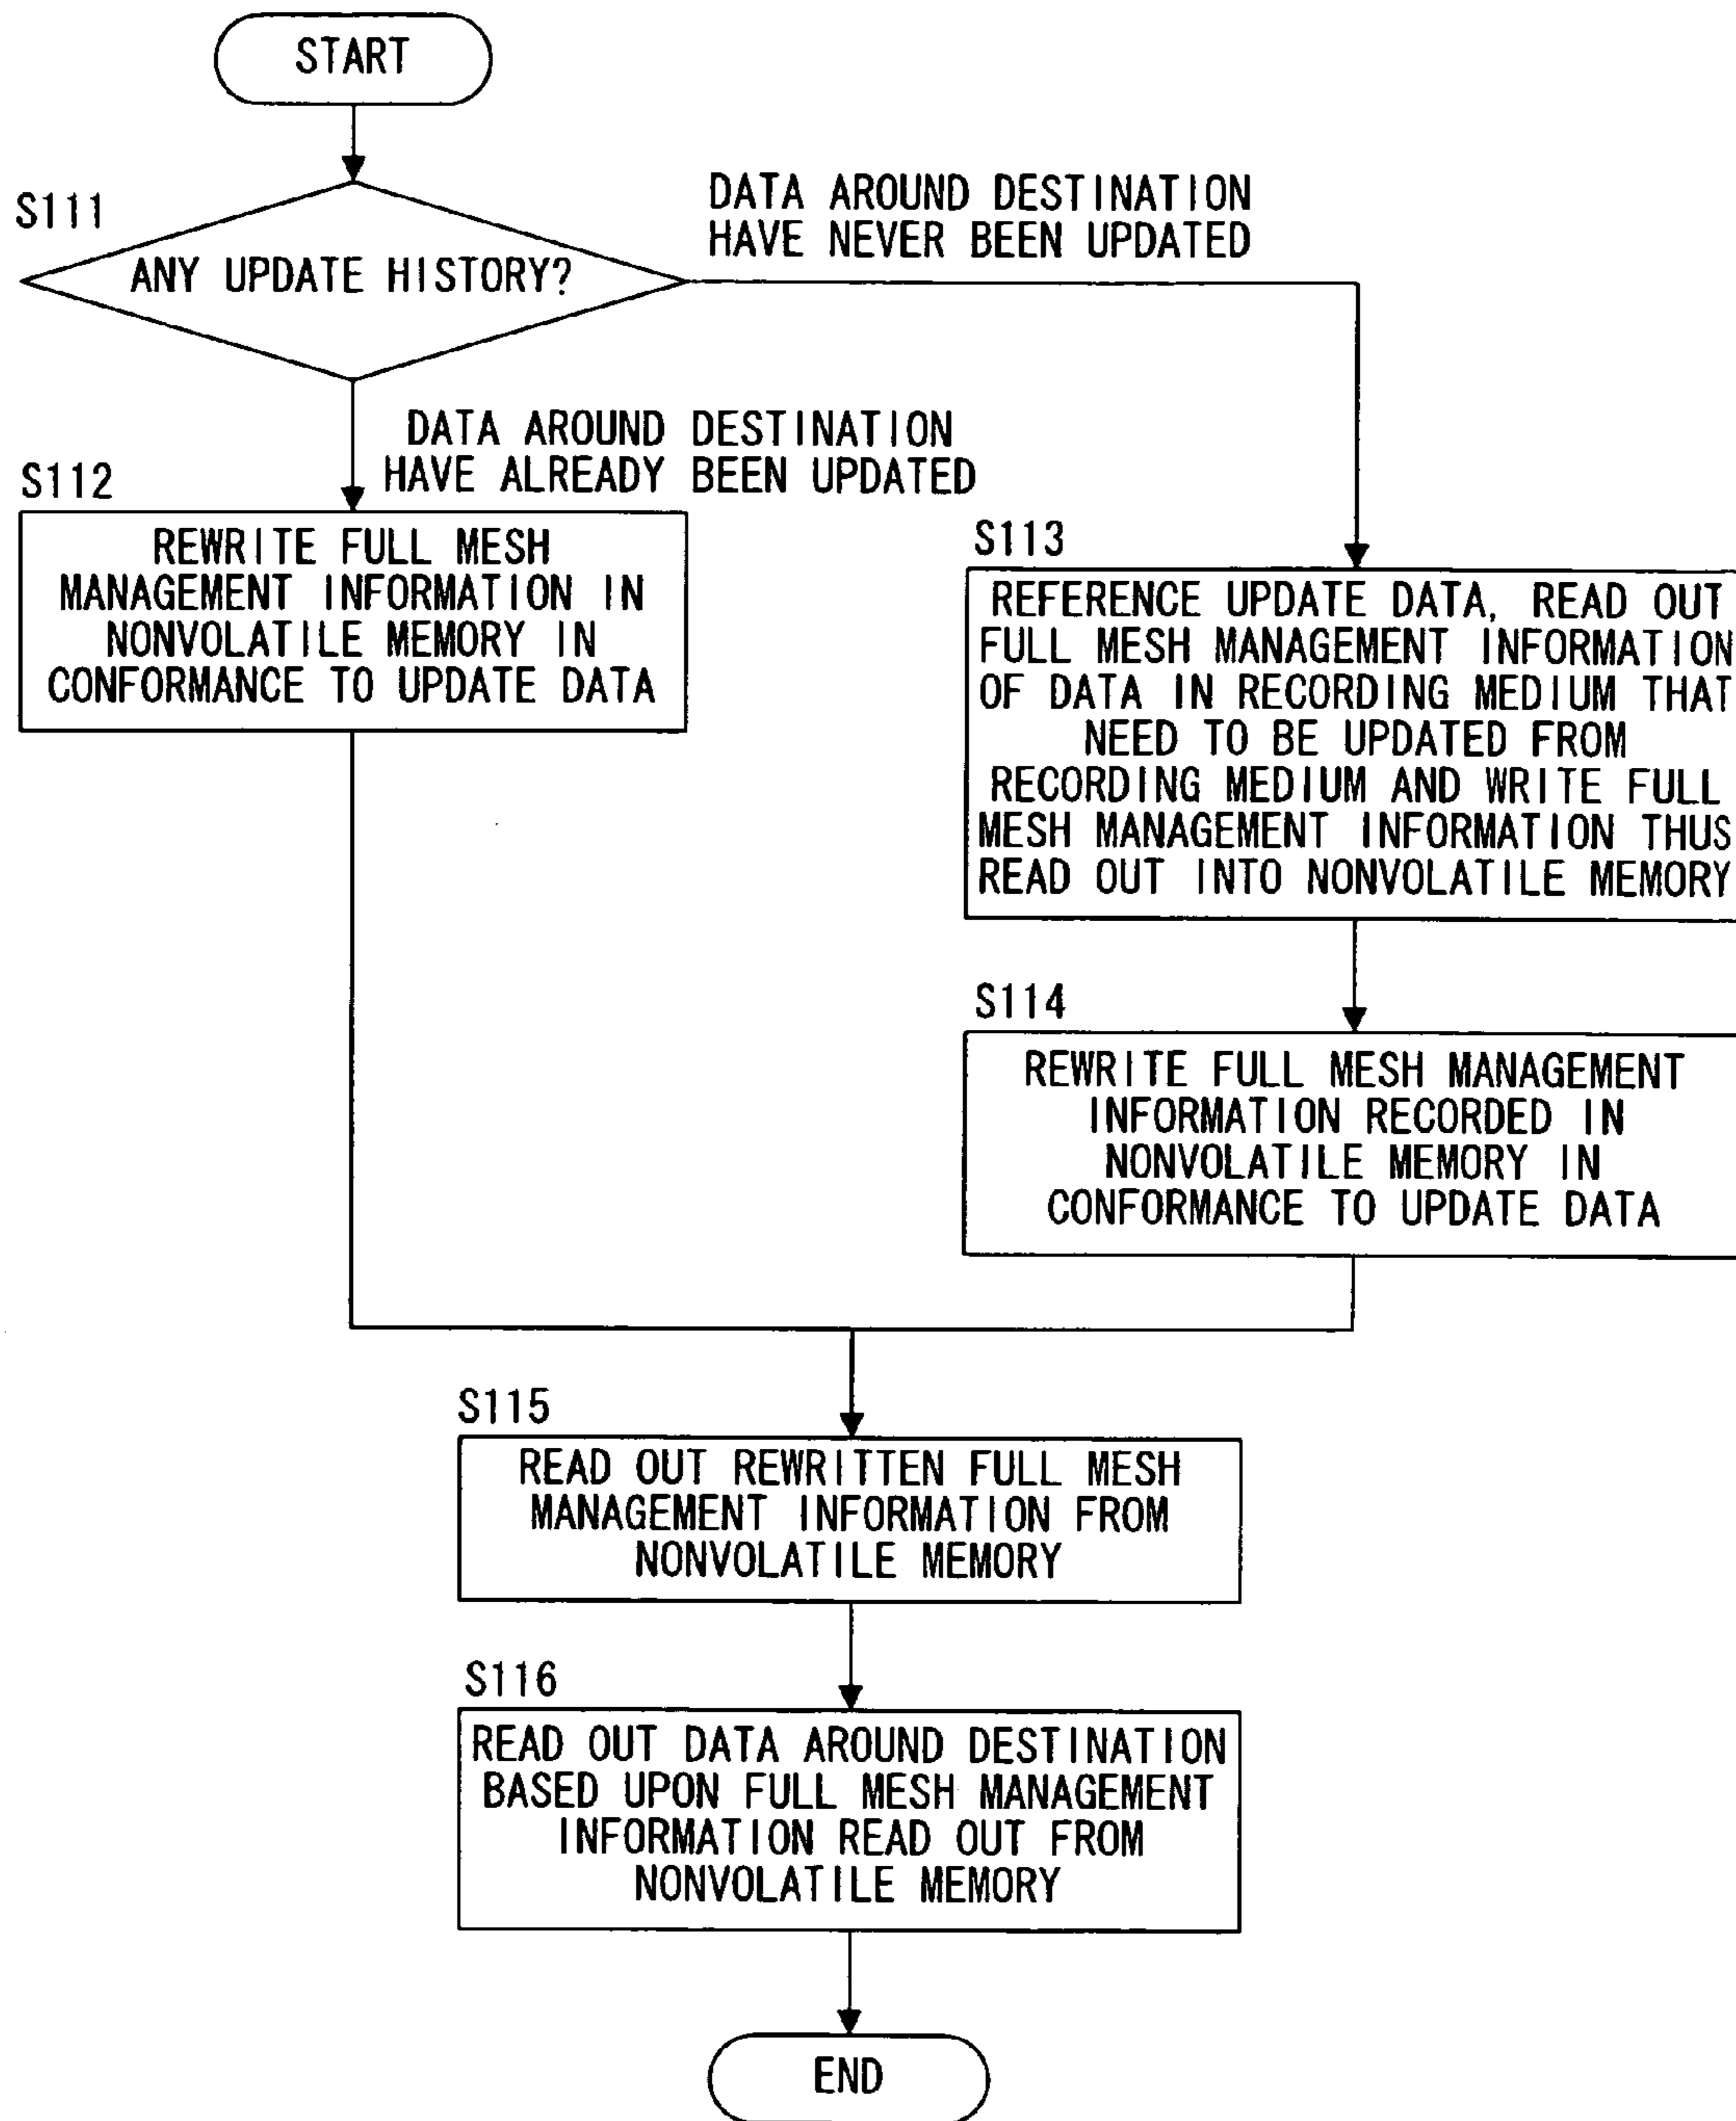 START
S111
ANY UPDATE HISTORY?
DATA AROUND DESTINATION
HAVE NEVER BEEN UPDATED
DATA AROUND DESTINATION
HAVE ALREADY BEEN UPDATED
S112
REWRITE FULL MESH
MANAGEMENT INFORMATION IN
NONVOLATILE MEMORY IN
CONFORMANCE TO UPDATE DATA
S113
REFERENCE UPDATE DATA, READ OUT
FULL MESH MANAGEMENT INFORMATION
OF DATA IN RECORDING MEDIUM THAT
NEED TO BE UPDATED FROM
RECORDING MEDIUM AND WRITE FULL
MESH MANAGEMENT INFORMATION THUS
READ OUT INTO NONVOLATILE MEMORY
S114
REWRITE FULL MESH MANAGEMENT
INFORMATION RECORDED IN
NONVOLATILE MEMORY IN
CONFORMANCE TO UPDATE DATA
S115
READ OUT REWRITTEN FULL MESH
MANAGEMENT INFORMATION FROM
NONVOLATILE MEMORY
S116
READ OUT DATA AROUND DESTINATION
BASED UPON FULL MESH MANAGEMENT
INFORMATION READ OUT FROM
NONVOLATILE MEMORY
END